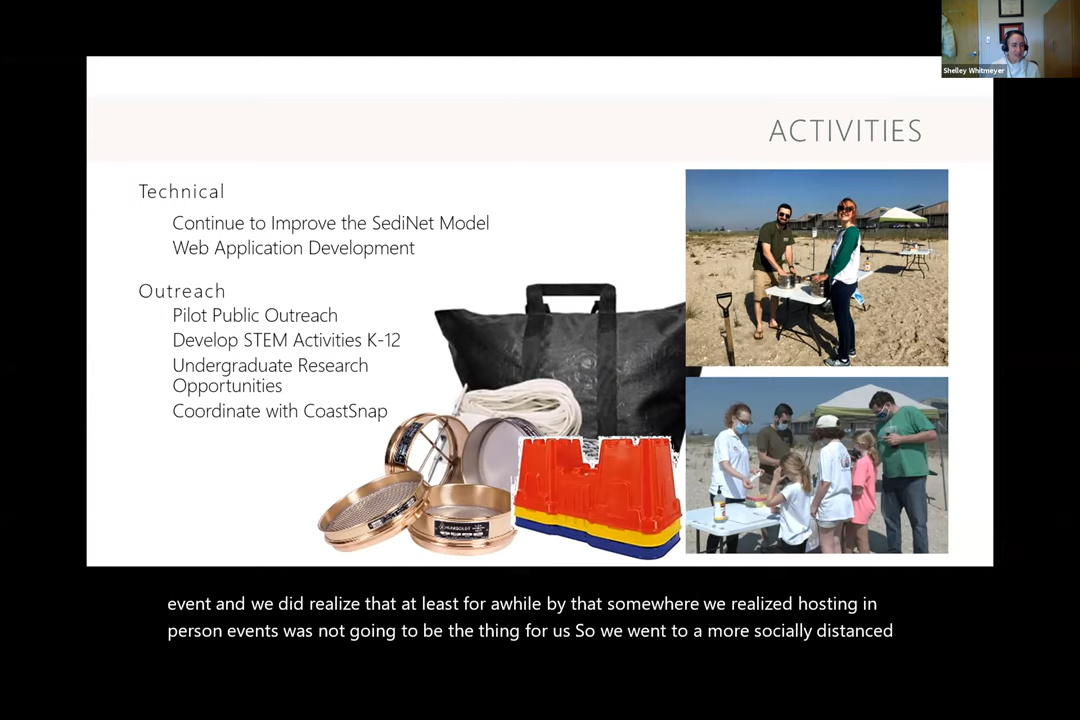 Shelley Whitmeyer
ACTIVITIES
Technical
Continue to Improve the SediNet Model
Web Application Development
Outreach
Pilot Public Outreach
Develop STEM Activities K-12
Undergraduate Research
Opportunities
Coordinate with CoastSnap
HUMBOLDT
event and we did realize that at least for awhile by that somewhere we realized hosting in
person events was not going to be the thing for us So we went to a more socially distanced